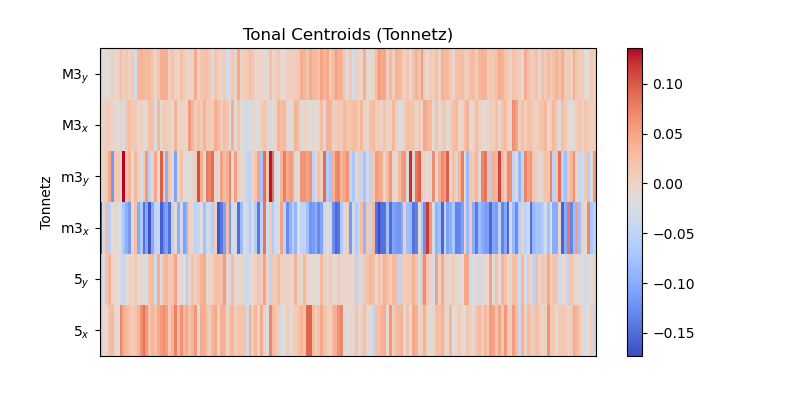 Tonal Centroids (Tonnetz)
M3y
M3x
m3y
m3x
5y
5x
Tonnetz
0.10
0.05
0.00
−0.05
−0.10
−0.15